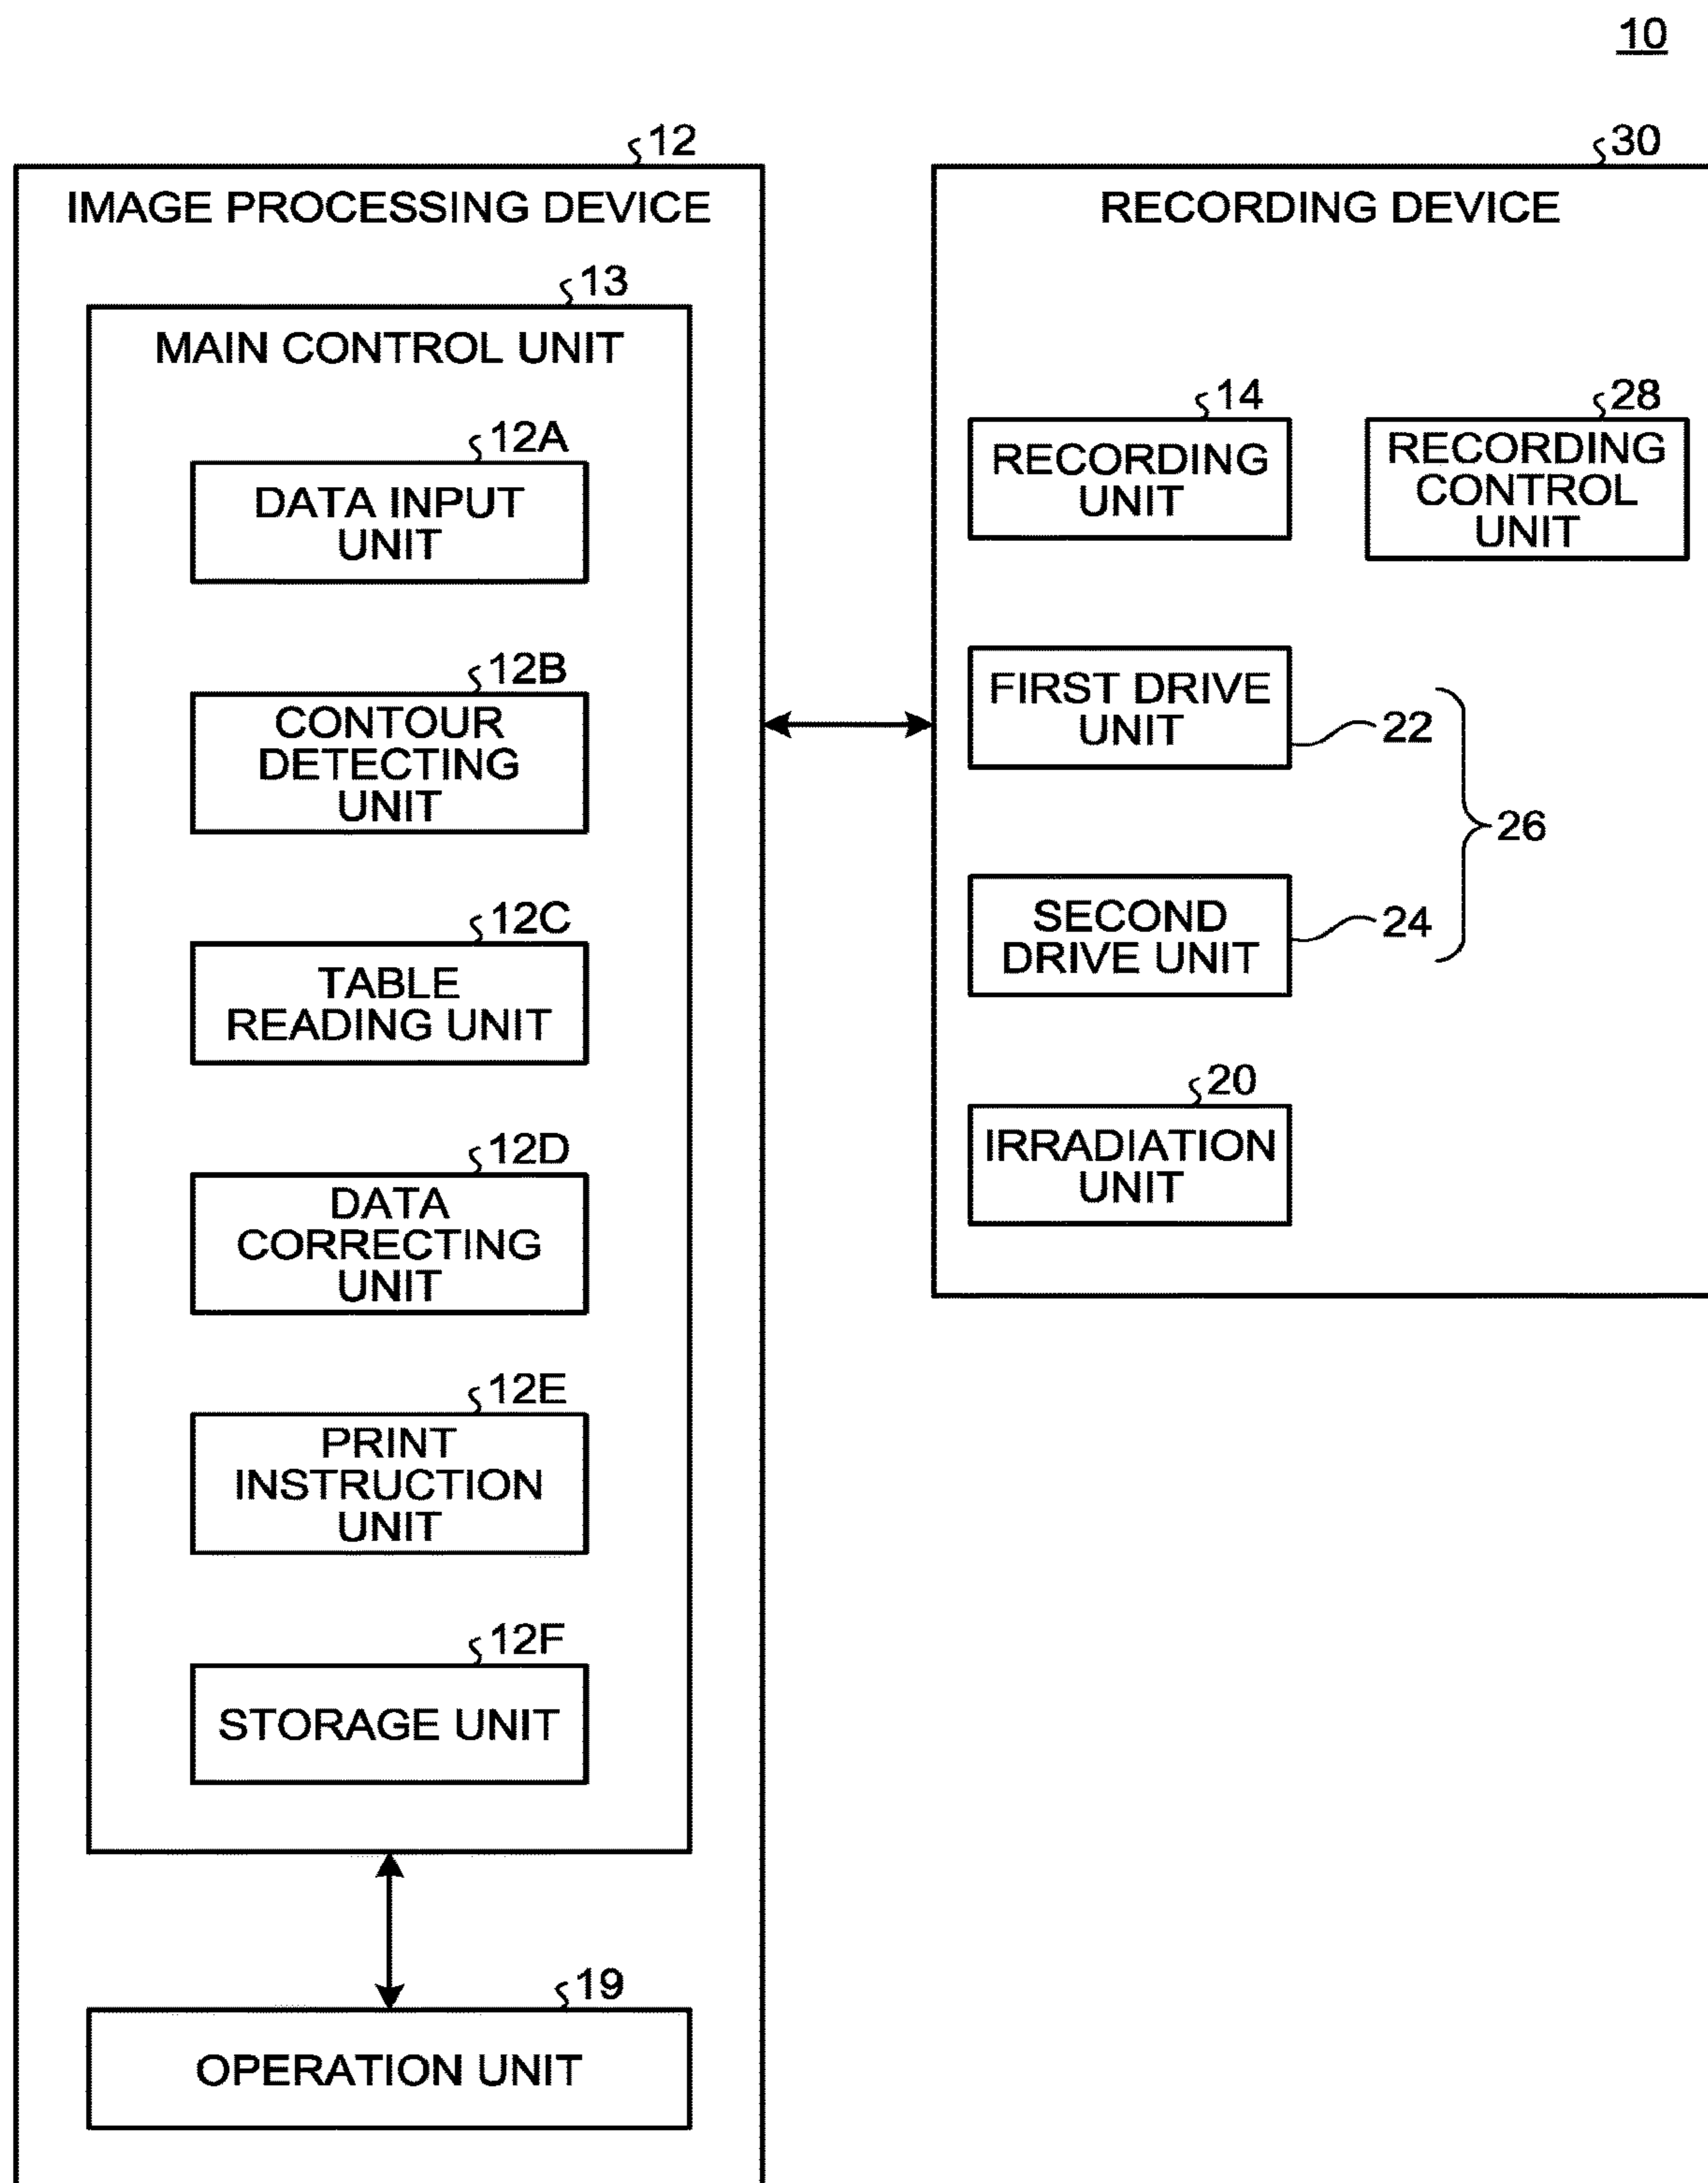 10
12
IMAGE PROCESSING DEVICE
13
MAIN CONTROL UNIT
12A
DATA INPUT
UNIT
12B
CONTOUR
DETECTING
UNIT
12C
TABLE
READING UNIT
12D
DATA
CORRECTING
UNIT
12E
PRINT
INSTRUCTION
UNIT
12F
STORAGE UNIT
19
OPERATION UNIT
30
RECORDING DEVICE
14
RECORDING
UNIT
28
RECORDING
CONTROL
UNIT
FIRST DRIVE
UNIT
22
26
SECOND
DRIVE UNIT
24
20
IRRADIATION
UNIT